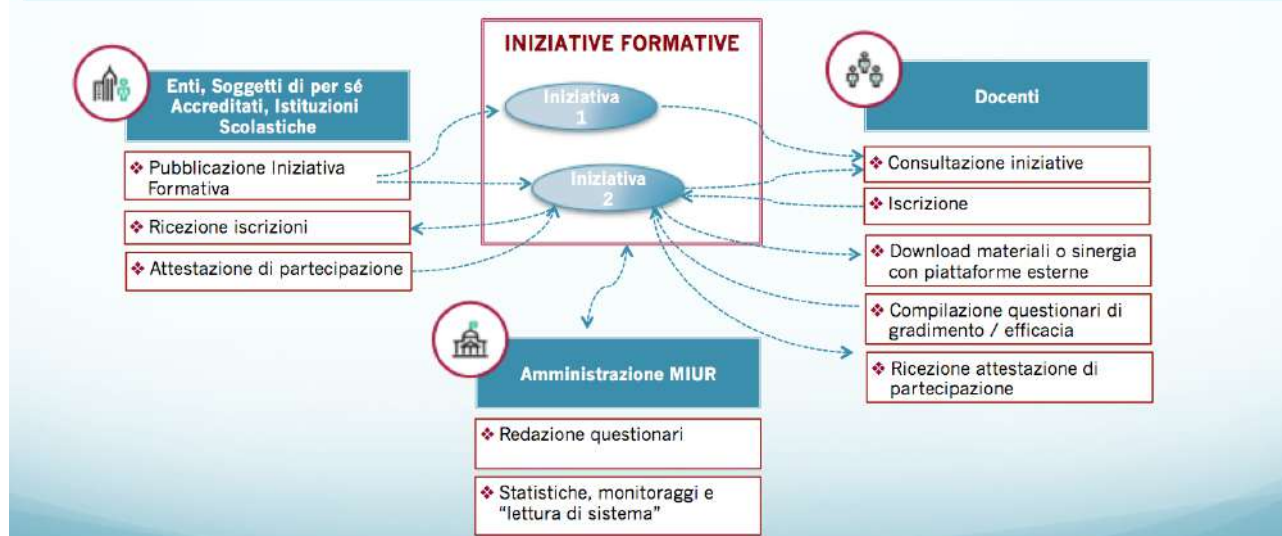 INIZIATIVE FORMATIVE
Iniziativa
1
Iniziativa
2
Enti, Soggetti di per sé
Accreditati, Istituzioni
Scolastiche
❖ Pubblicazione Iniziativa
Formativa
❖ Ricezione iscrizioni
❖ Attestazione di partecipazione
Docenti
❖ Consultazione iniziative
❖ Iscrizione
❖ Download materiali o sinergia
con piattaforme esterne
❖ Compilazione questionari di
gradimento / efficacia
❖ Ricezione attestazione di
partecipazione
Amministrazione MIUR
❖ Redazione questionari
❖ Statistiche, monitoraggi e
“lettura di sistema”